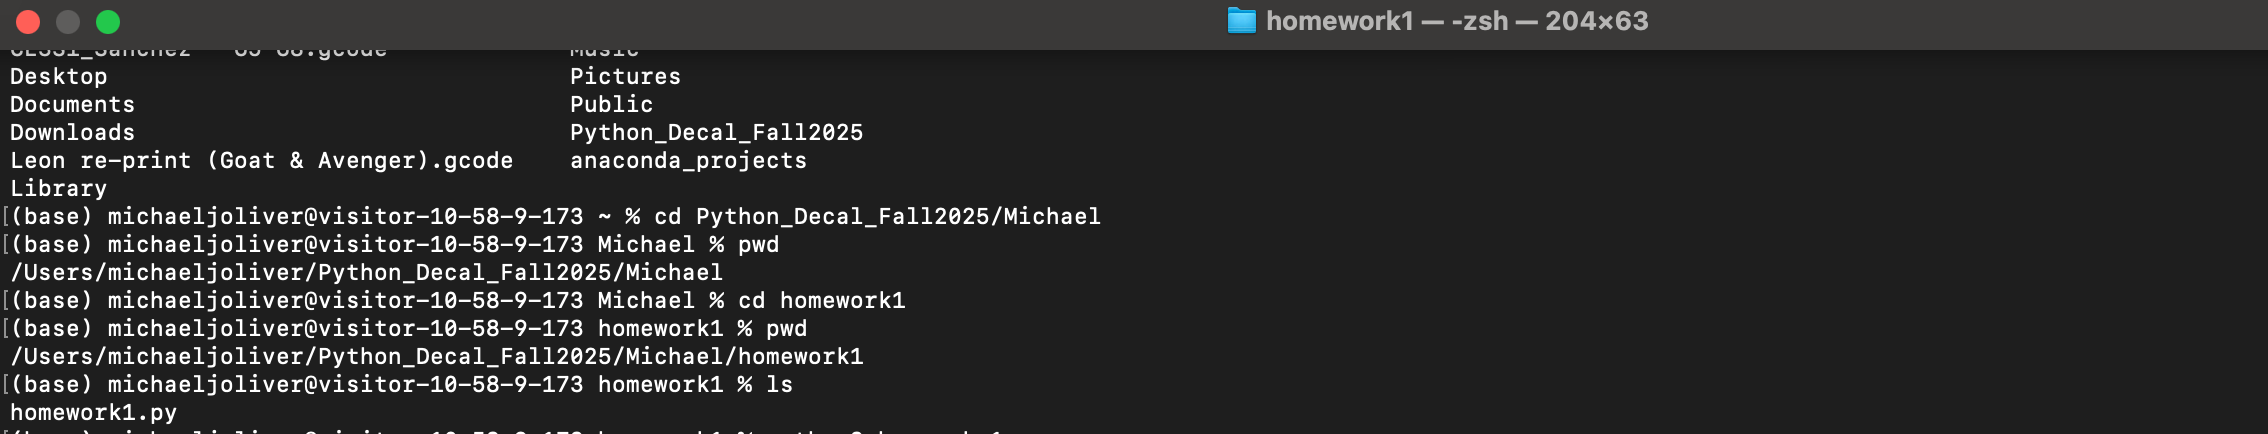 homework1 — -zsh — 204×63
Music
Desktop Pictures
Documents Public
Downloads Python_Decal_Fall2025
Leon re-print (Goat & Avenger).gcode anaconda_projects
Library
[(base) michaeljoliver@visitor-10-58-9-173 ~ % cd Python_Decal_Fall2025/Michael
[(base) michaeljoliver@visitor-10-58-9-173 Michael % pwd
/Users/michaeljoliver/Python_Decal_Fall2025/Michael
[(base) michaeljoliver@visitor-10-58-9-173 Michael % cd homework1
[(base) michaeljoliver@visitor-10-58-9-173 homework1 % pwd
/Users/michaeljoliver/Python_Decal_Fall2025/Michael/homework1
[(base) michaeljoliver@visitor-10-58-9-173 homework1 % ls
homework1.py